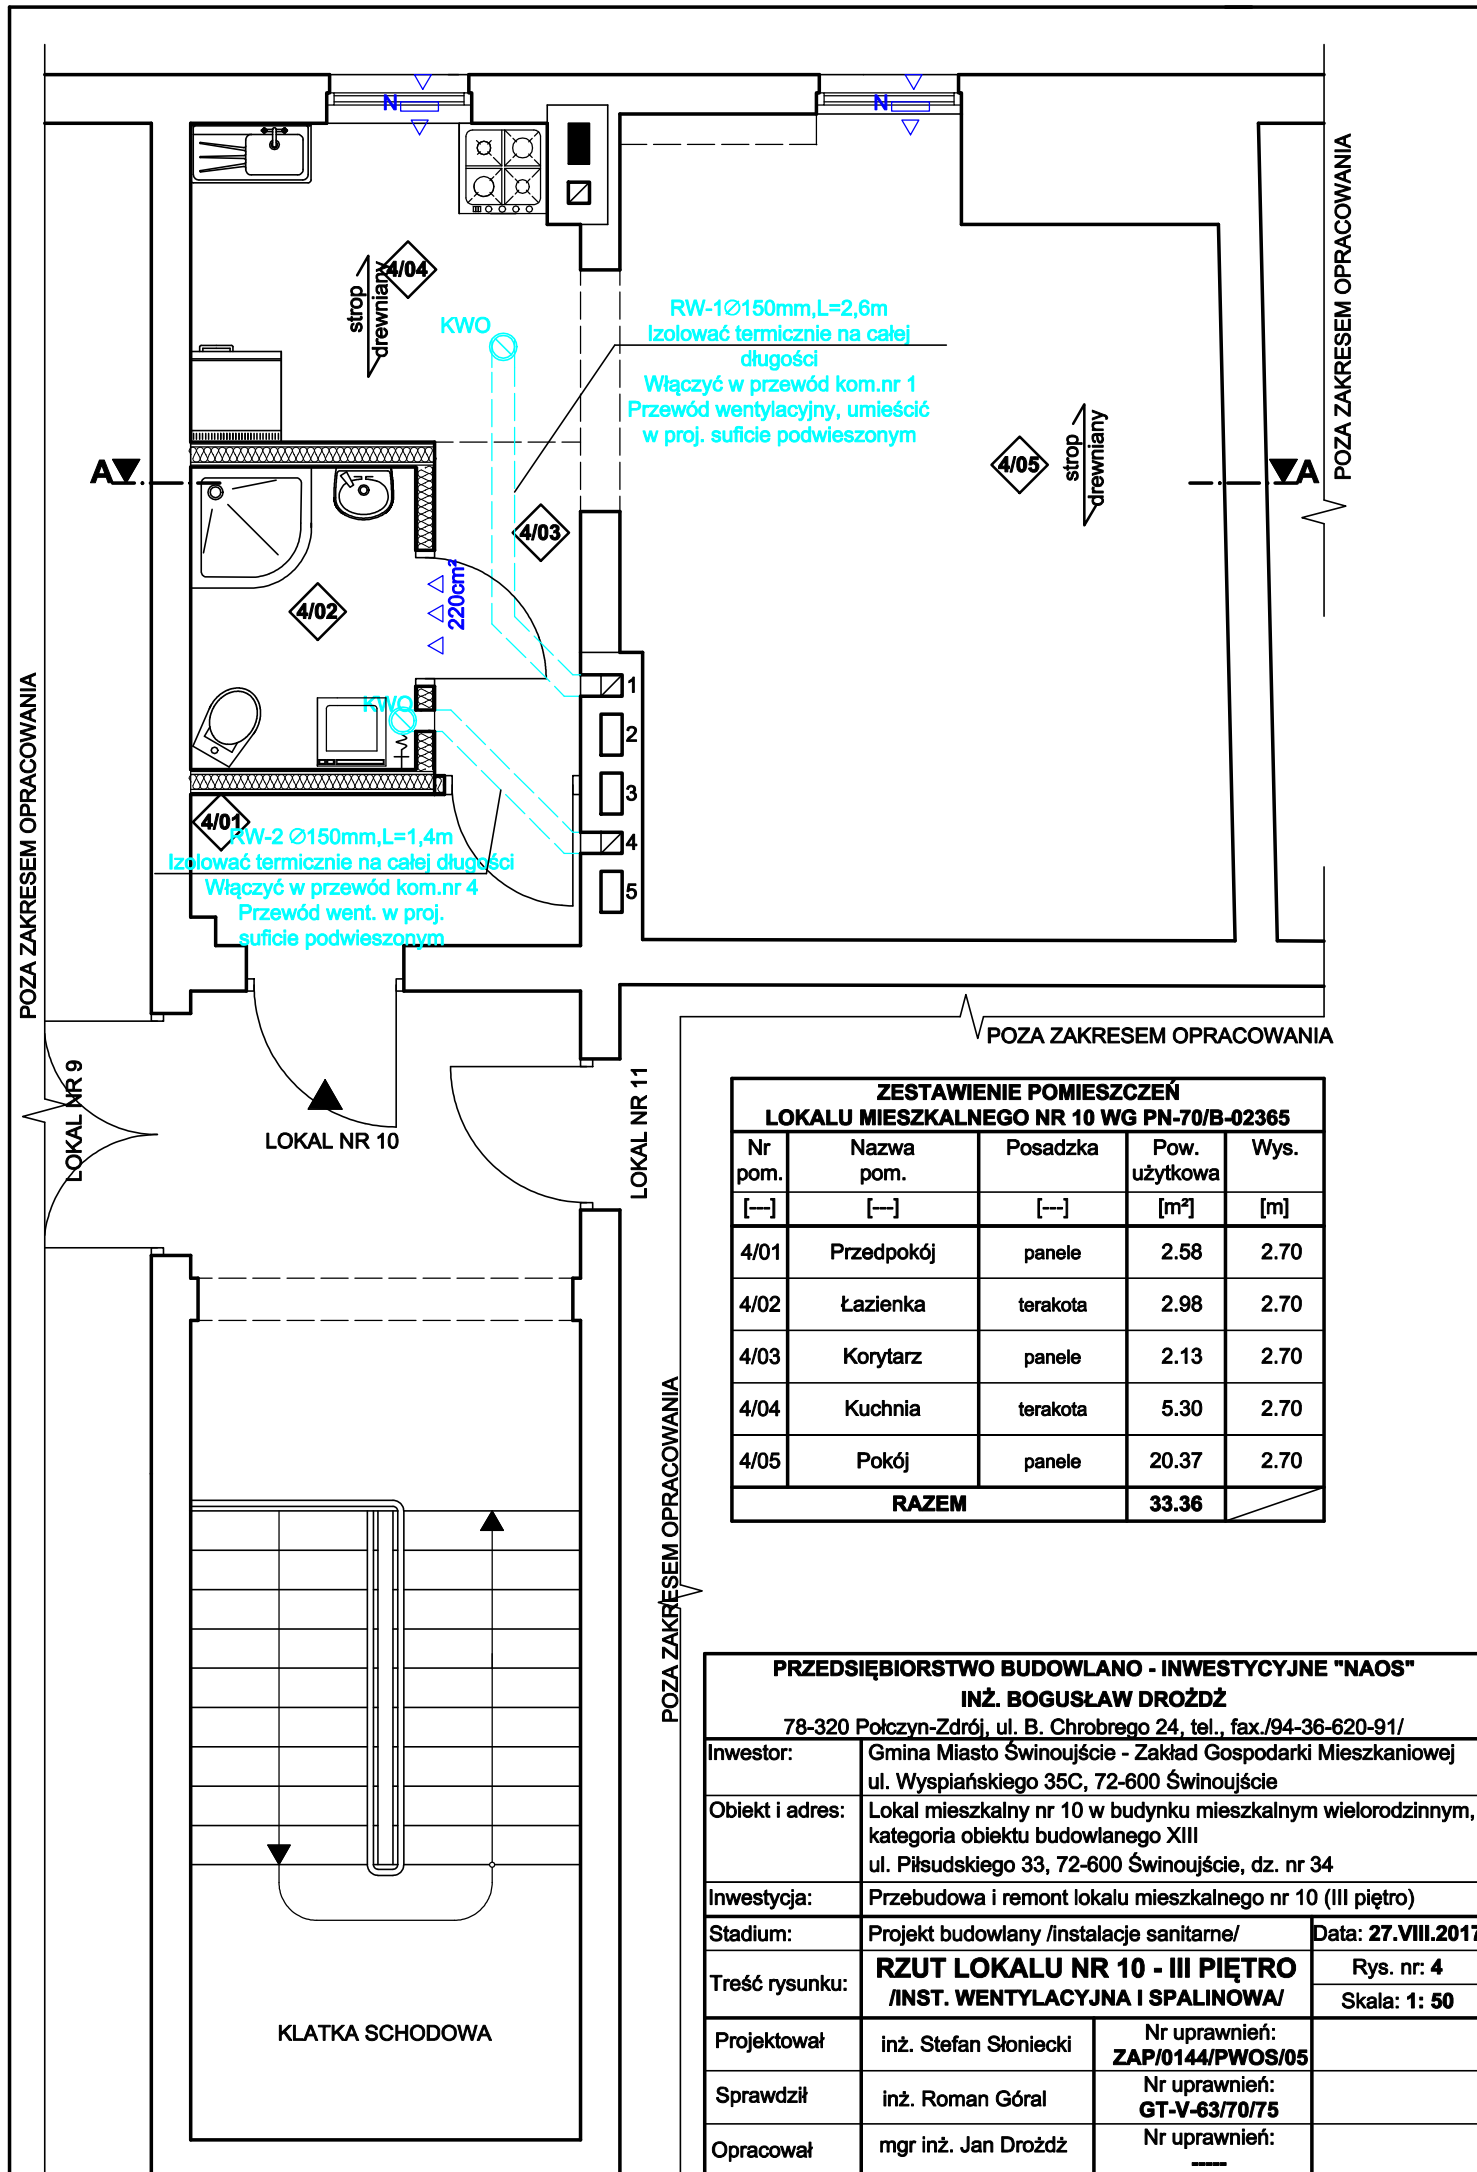 N
N
4/04
strop
drewniany
KWO
RW-1∅150mm,L=2,6m
Izolować termicznie na całej
długości
Włączyć w przewód kom.nr 1
Przewód wentylacyjny, umieścić
w proj. suficie podwieszonym
POZA ZAKRESEM OPRACOWANIA
4/05
strop
drewniany
A
A
4/03
4/02
220cm²
KWO
1
2
3
4
5
4/01
RW-2 ∅150mm,L=1,4m
Izolować termicznie na całej długości
Włączyć w przewód kom.nr 4
Przewód went. w proj.
suficie podwieszonym
POZA ZAKRESEM OPRACOWANIA
POZA ZAKRESEM OPRACOWANIA
LOKAL NR 9
LOKAL NR 10
LOKAL NR 11
POZA ZAKRESEM OPRACOWANIA
ZESTAWIENIE POMIESZCZEŃ
LOKALU MIESZKALNEGO NR 10 WG PN-70/B-02365
Nr pom. Nazwa pom. Posadzka Pow. użytkowa Wys.
[---] [---] [---] [m²] [m]
4/01 Przedpokój panele 2.58 2.70
4/02 Łazienka terakota 2.98 2.70
4/03 Korytarz panele 2.13 2.70
4/04 Kuchnia terakota 5.30 2.70
4/05 Pokój panele 20.37 2.70
RAZEM 33.36
KLATKA SCHODOWA
PRZEDSIĘBIORSTWO BUDOWLANO - INWESTYCYJNE "NAOS"
INŻ. BOGUSŁAW DROŻDŻ
78-320 Połczyn-Zdrój, ul. B. Chrobrego 24, tel., fax./94-36-620-91/
Inwestor: Gmina Miasto Świnoujście - Zakład Gospodarki Mieszkaniowej
ul. Wyspiańskiego 35C, 72-600 Świnoujście
Obiekt i adres: Lokal mieszkalny nr 10 w budynku mieszkalnym wielorodzinnym,
kategoria obiektu budowlanego XIII
ul. Piłsudskiego 33, 72-600 Świnoujście, dz. nr 34
Inwestycja: Przebudowa i remont lokalu mieszkalnego nr 10 (III piętro)
Stadium: Projekt budowlany /instalacje sanitarne/ Data: 27.VIII.2017
Treść rysunku: RZUT LOKALU NR 10 - III PIĘTRO
/INST. WENTYLACYJNA I SPALINOWA/
Rys. nr: 4
Skala: 1: 50
Projektował inż. Stefan Słoniecki Nr uprawnień:
ZAP/0144/PWOS/05
Sprawdził inż. Roman Góral Nr uprawnień:
GT-V-63/70/75
Opracował mgr inż. Jan Drożdż Nr uprawnień:
-----